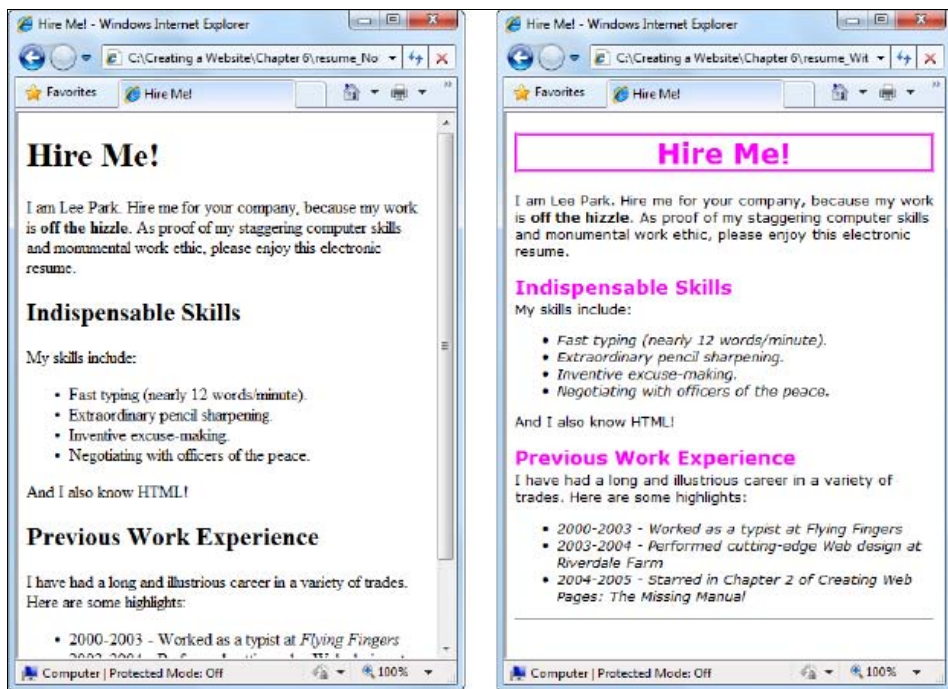 Hire Me! - Windows Internet Explorer
C:\Creating a Website\Chapter 6\resume_No
Favorites
Hire Me!
Hire Me!
I am Lee Park. Hire me for your company, because my work
is off the hizzle. As proof of my staggering computer skills
and monumental work ethic, please enjoy this electronic
resume.
Indispensable Skills
My skills include:
• Fast typing (nearly 12 words/minute).
• Extraordinary pencil sharpening.
• Inventive excuse-making.
• Negotiating with officers of the peace.
And I also know HTML!
Previous Work Experience
I have had a long and illustrious career in a variety of trades.
Here are some highlights:
• 2000-2003 - Worked as a typist at Flying Fingers
Computer | Protected Mode: Off
100%
Hire Me! - Windows Internet Explorer
C:\Creating a Website\Chapter 6\resume_Wit
Favorites
Hire Me!
Hire Me!
I am Lee Park. Hire me for your company, because my work
is off the hizzle. As proof of my staggering computer skills
and monumental work ethic, please enjoy this electronic
resume.
Indispensable Skills
My skills include:
• Fast typing (nearly 12 words/minute).
• Extraordinary pencil sharpening.
• Inventive excuse-making.
• Negotiating with officers of the peace.
And I also know HTML!
Previous Work Experience
I have had a long and illustrious career in a variety of
trades. Here are some highlights:
• 2000-2003 - Worked as a typist at Flying Fingers
• 2003-2004 - Performed cutting-edge Web design at
Riverdale Farm
• 2004-2005 - Starred in Chapter 2 of Creating Web
Pages: The Missing Manual
Computer | Protected Mode: Off
100%